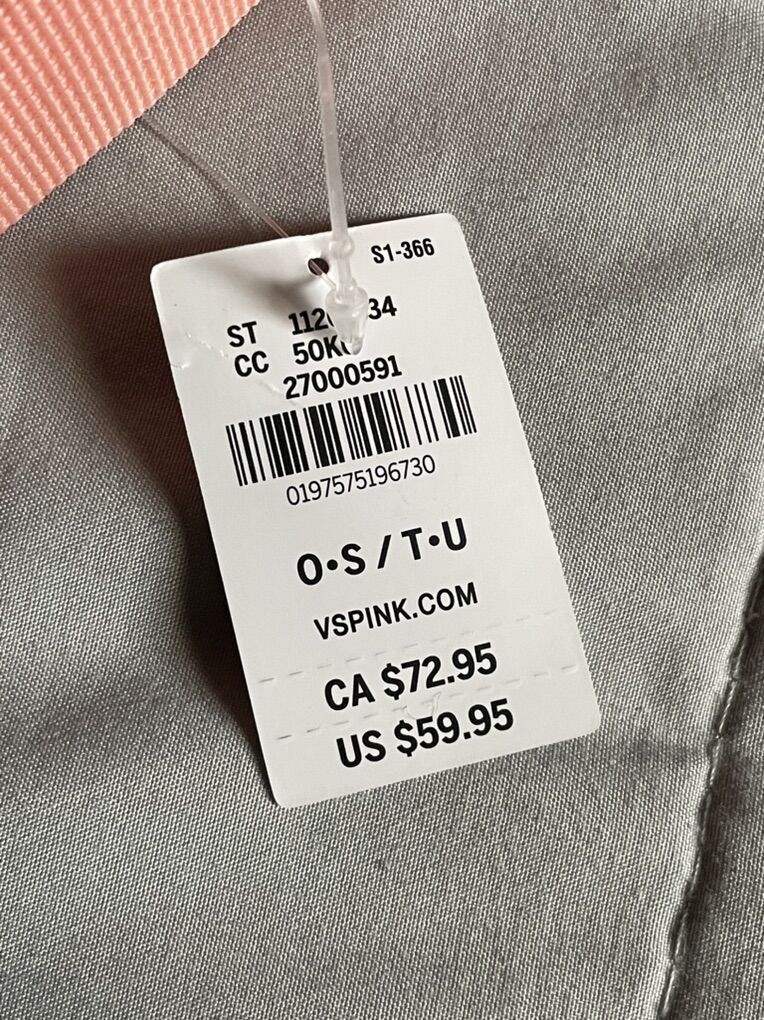 S1-366
ST
CC
27000591
0197575196730
O•S / T•U
VSPINK.COM
CA $72.95
US $59.95